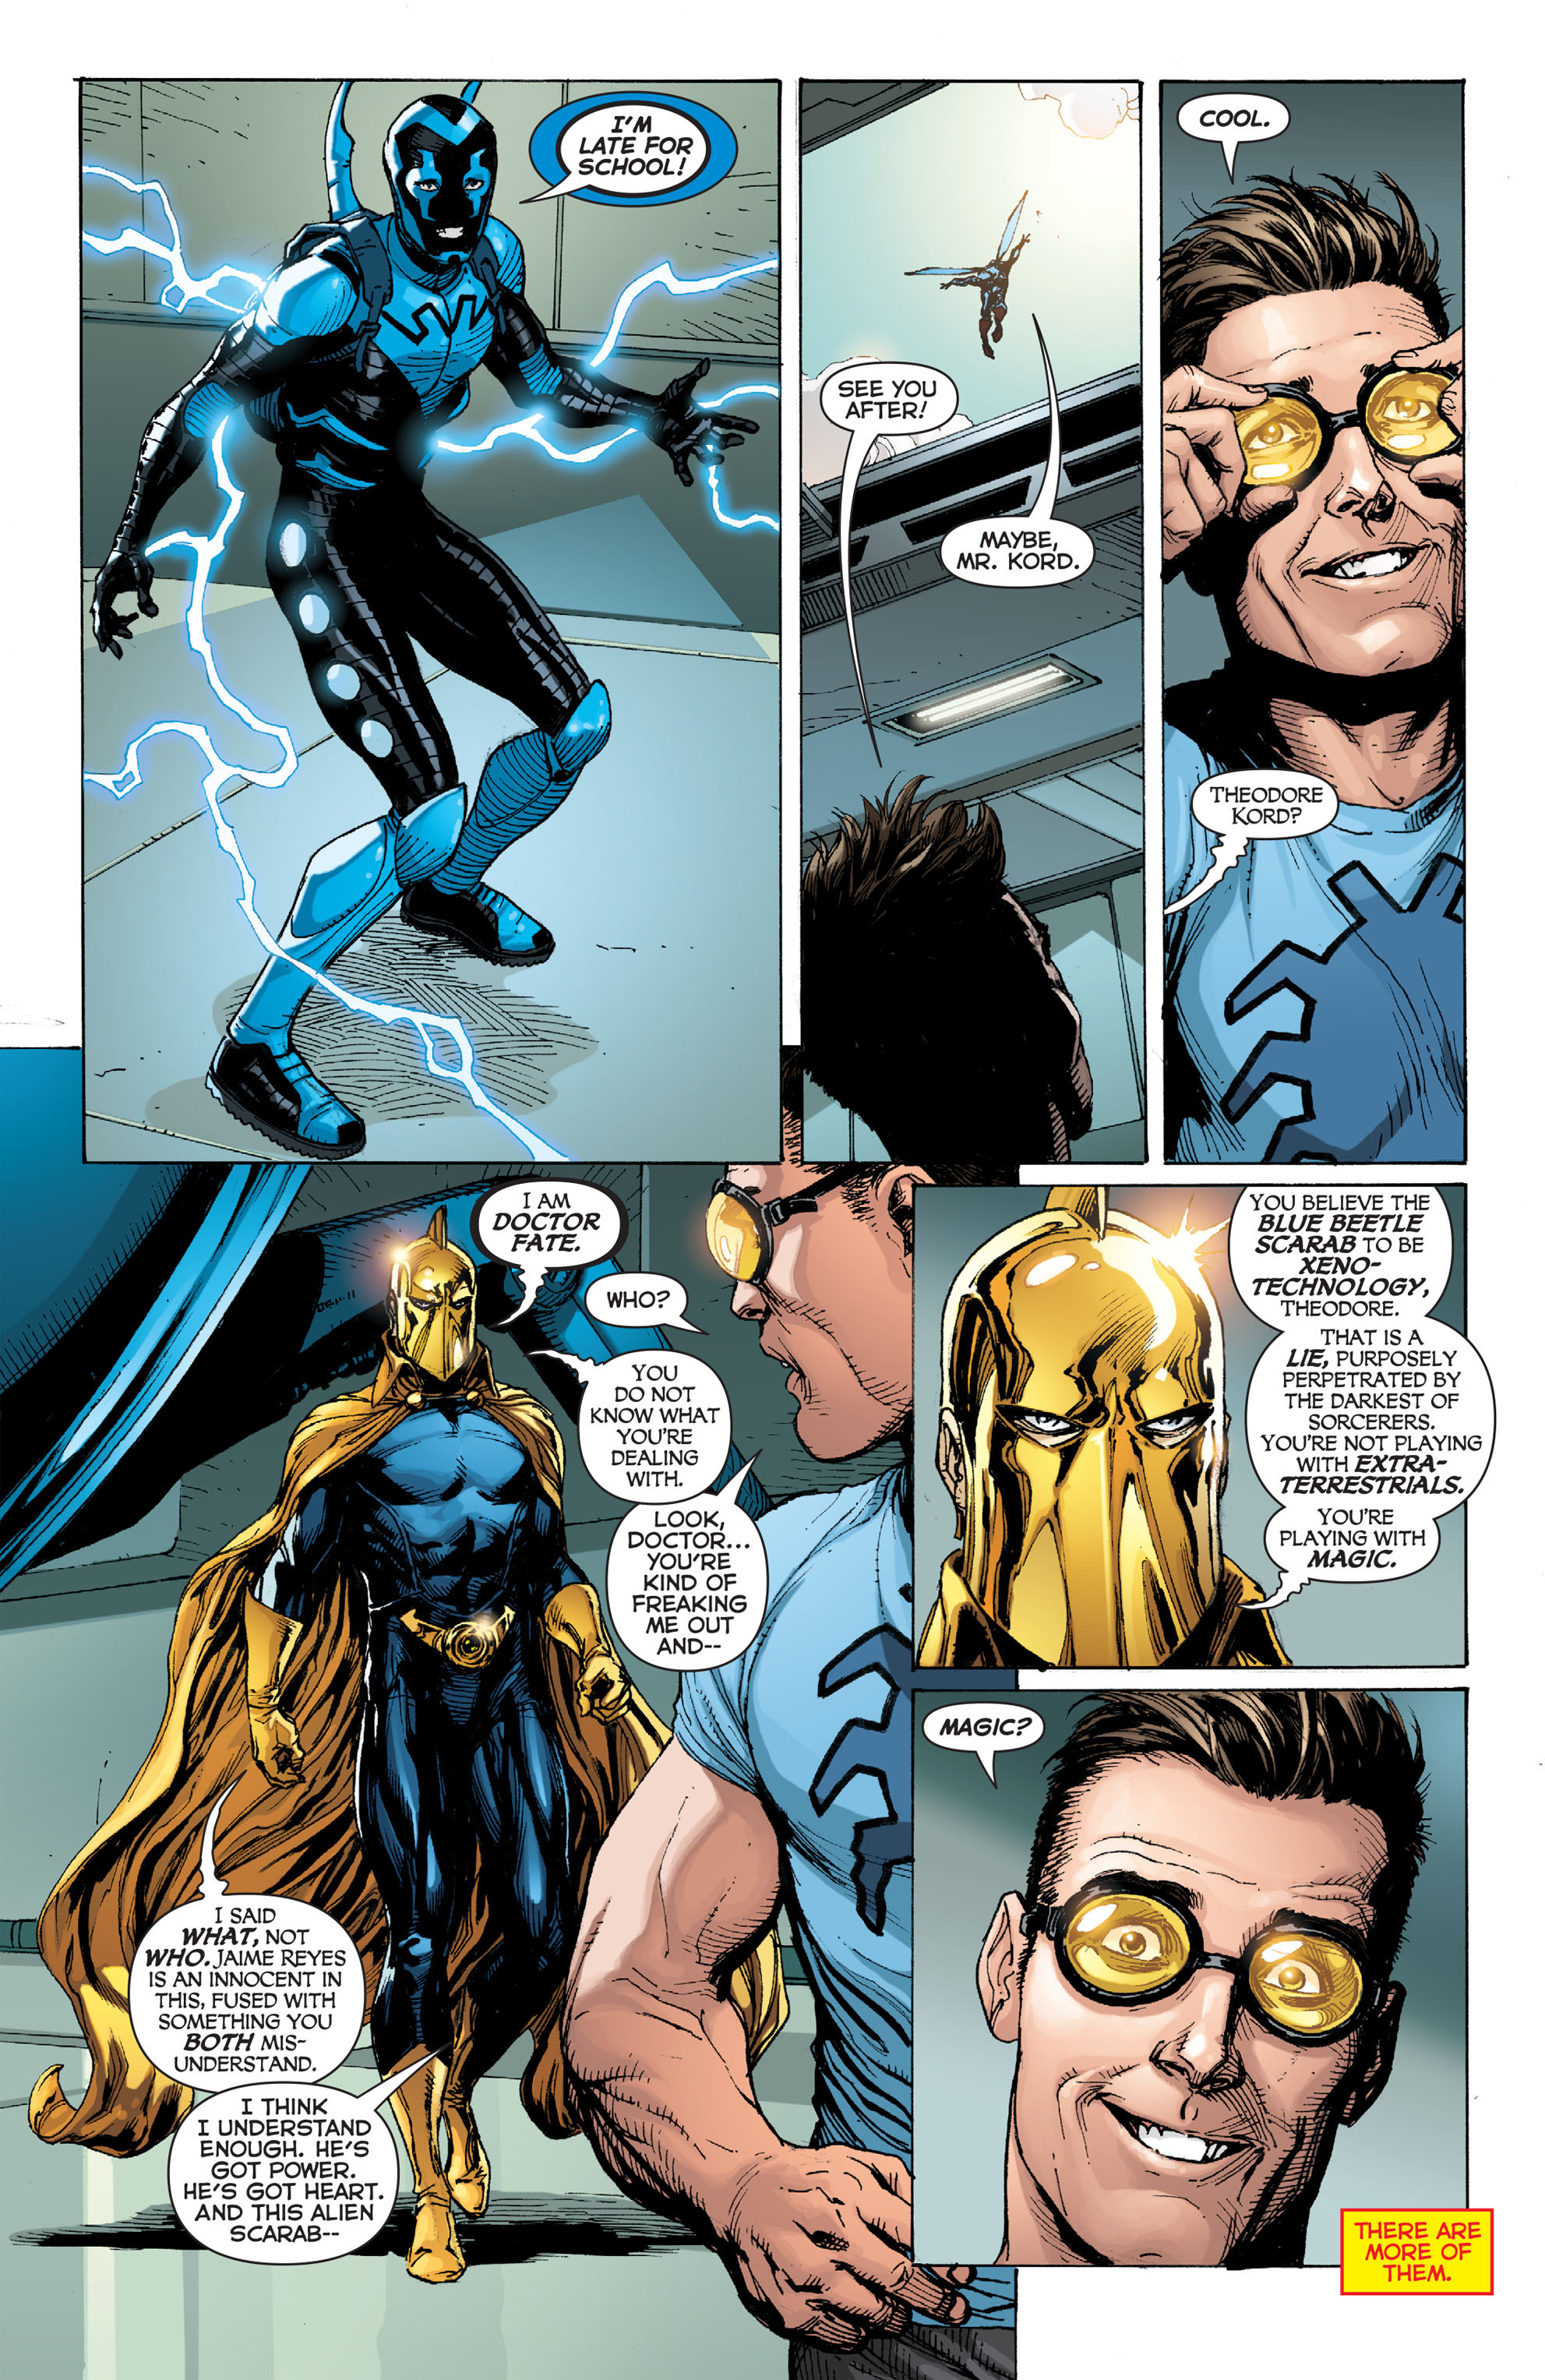 I'M
LATE FOR
SCHOOL!
SEE YOU
AFTER!
MAYBE,
MR. KORD.
COOL.
THEODORE
KORD?
I AM
DOCTOR
FATE.
WHO?
YOU
DO NOT
KNOW WHAT
YOU'RE
DEALING
WITH.
LOOK,
DOCTOR...
YOU'RE
KIND OF
FREAKING
ME OUT
AND--
I SAID
WHAT, NOT
WHO. JAIME REYES
IS AN INNOCENT IN
THIS, FUSED WITH
SOMETHING YOU
BOTH MIS-
UNDERSTAND.
I THINK
I UNDERSTAND
ENOUGH. HE'S
GOT POWER.
HE'S GOT HEART.
AND THIS ALIEN
SCARAB--
YOU BELIEVE THE
BLUE BEETLE
SCARAB TO BE
XENO-
TECHNOLOGY,
THEODORE.
THAT IS A
LIE, PURPOSELY
PERPETRATED BY
THE DARKEST OF
SORCERERS.
YOU'RE NOT PLAYING
WITH EXTRA-
TERRESTRIALS.
YOU'RE
PLAYING WITH
MAGIC.
MAGIC?
THERE ARE
MORE OF
THEM.